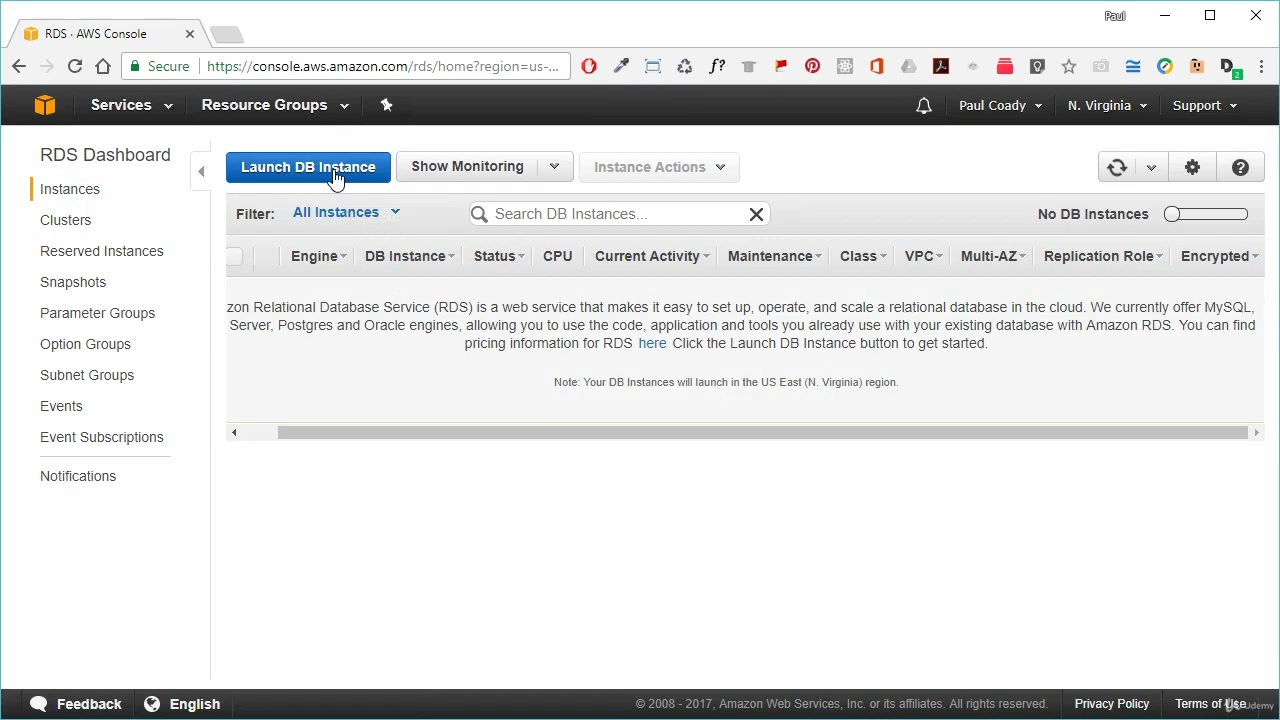 Paul
RDS · AWS Console
Secure
https://console.aws.amazon.com/rds/home?region=us-...
f?
2
Services
Resource Groups
Paul Coady
N. Virginia
Support
RDS Dashboard
Instances
Clusters
Reserved Instances
Snapshots
Parameter Groups
Option Groups
Subnet Groups
Events
Event Subscriptions
Notifications
Launch DB Instance
Show Monitoring
Instance Actions
Filter:
All Instances
Search DB Instances...
No DB Instances
Engine
DB Instance
Status
CPU
Current Activity
Maintenance
Class
VPC
Multi-AZ
Replication Role
Encrypted
zon Relational Database Service (RDS) is a web service that makes it easy to set up, operate, and scale a relational database in the cloud. We currently offer MySQL,
Server, Postgres and Oracle engines, allowing you to use the code, application and tools you already use with your existing database with Amazon RDS. You can find
pricing information for RDS here Click the Launch DB Instance button to get started.
Note: Your DB Instances will launch in the US East (N. Virginia) region.
Feedback
English
© 2008 - 2017, Amazon Web Services, Inc. or its affiliates. All rights reserved.
Privacy Policy
Terms of Use
Udemy